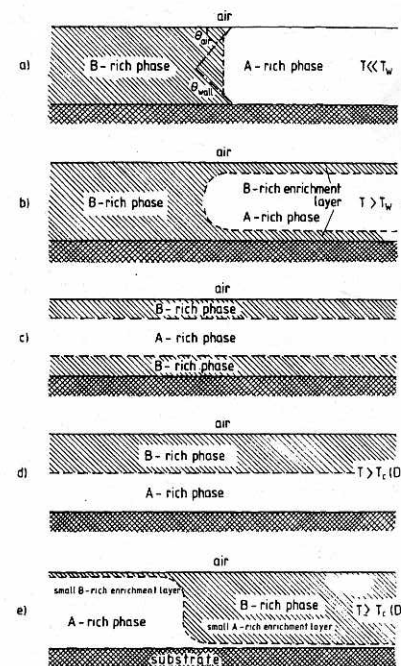 air
a)
B-rich phase
θair
θwall
A-rich phase
T ≪ Tw
air
b)
B-rich phase
B-rich enrichment
layer
A-rich phase
T > Tw
air
B-rich phase
c)
A-rich phase
B-rich phase
air
B-rich phase
d)
T > Tc (D
A-rich phase
air
small B-rich enrichment layer
e)
B-rich phase
T ≳ Tc (D
A-rich phase
small A-rich enrichment layer
substrate